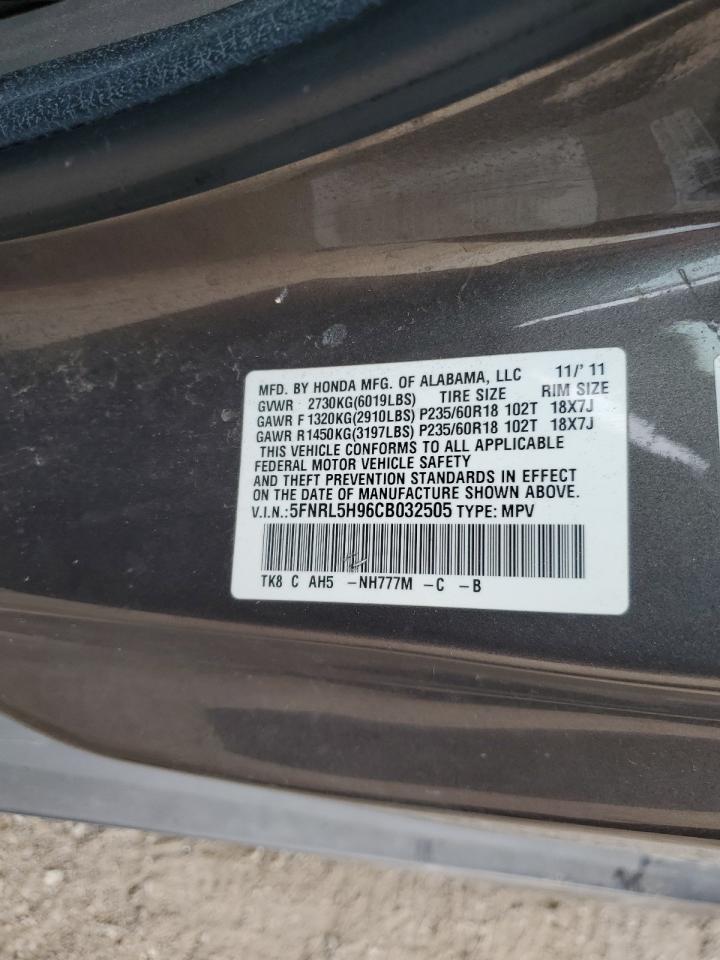 MFD. BY HONDA MFG. OF ALABAMA, LLC 11/'11
GVWR 2730KG(6019LBS) TIRE SIZE RIM SIZE
GAWR F 1320KG(2910LBS) P235/60R18 102T 18X7J
GAWR R1450KG(3197LBS) P235/60R18 102T 18X7J
THIS VEHICLE CONFORMS TO ALL APPLICABLE
FEDERAL MOTOR VEHICLE SAFETY
AND THEFT PREVENTION STANDARDS IN EFFECT
ON THE DATE OF MANUFACTURE SHOWN ABOVE.
V.I.N.:5FNRL5H96CB032505 TYPE: MPV
TK8 C AH5 -NH777M -C -B